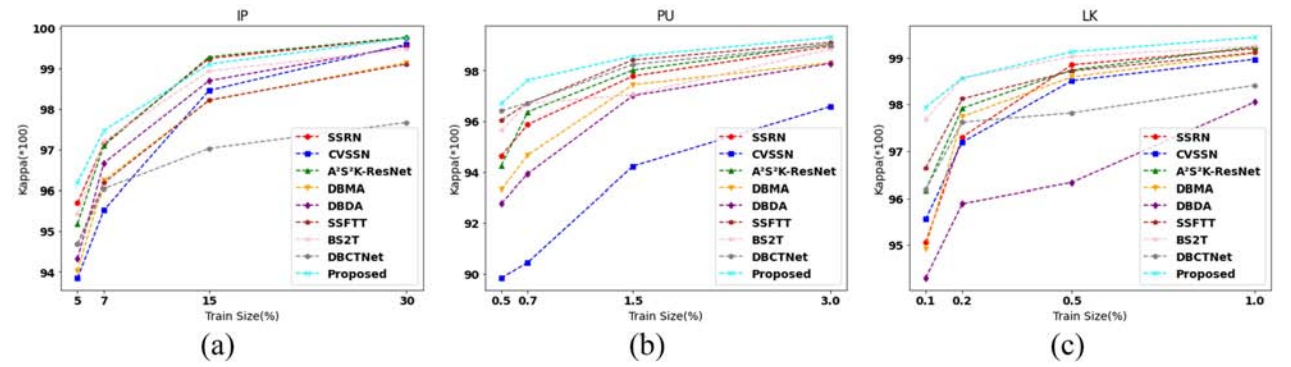 IP
Kappa(*100)
100
99
98
97
96
95
94
5
7
15
30
Train Size(%)
SSRN
CVSSN
A²S²K-ResNet
DBMA
DBDA
SSFTT
BS2T
DBCTNet
Proposed
(a)
PU
Kappa(*100)
98
96
94
92
90
0.5
0.7
1.5
3.0
Train Size(%)
SSRN
CVSSN
A²S²K-ResNet
DBMA
DBDA
SSFTT
BS2T
DBCTNet
Proposed
(b)
LK
Kappa(*100)
99
98
97
96
95
0.1
0.2
0.5
1.0
Train Size(%)
SSRN
CVSSN
A²S²K-ResNet
DBMA
DBDA
SSFTT
BS2T
DBCTNet
Proposed
(c)